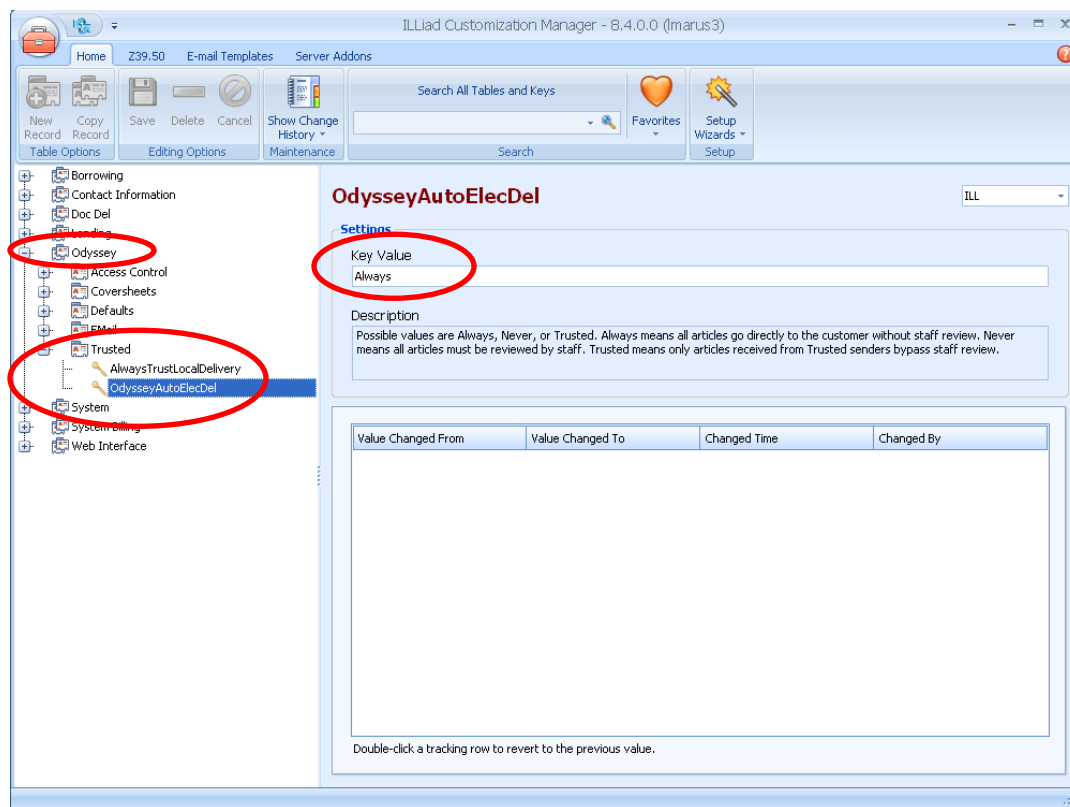 ILLiad Customization Manager - 8.4.0.0 (lmarus3)
Home Z39.50 E-mail Templates Server Addons
New Record
Copy Record
Save
Delete
Cancel
Show Change History
Search All Tables and Keys
Favorites
Setup Wizards
Table Options Editing Options Maintenance Search Setup
Borrowing
Contact Information
Doc Del
Lending
Odyssey
Access Control
Coversheets
Defaults
EMail
Trusted
AlwaysTrustLocalDelivery
OdysseyAutoElecDel
System
System Billing
Web Interface
OdysseyAutoElecDel
ILL
Settings
Key Value
Always
Description
Possible values are Always, Never, or Trusted. Always means all articles go directly to the customer without staff review. Never
means all articles must be reviewed by staff. Trusted means only articles received from Trusted senders bypass staff review.
Value Changed From Value Changed To Changed Time Changed By
Double-click a tracking row to revert to the previous value.